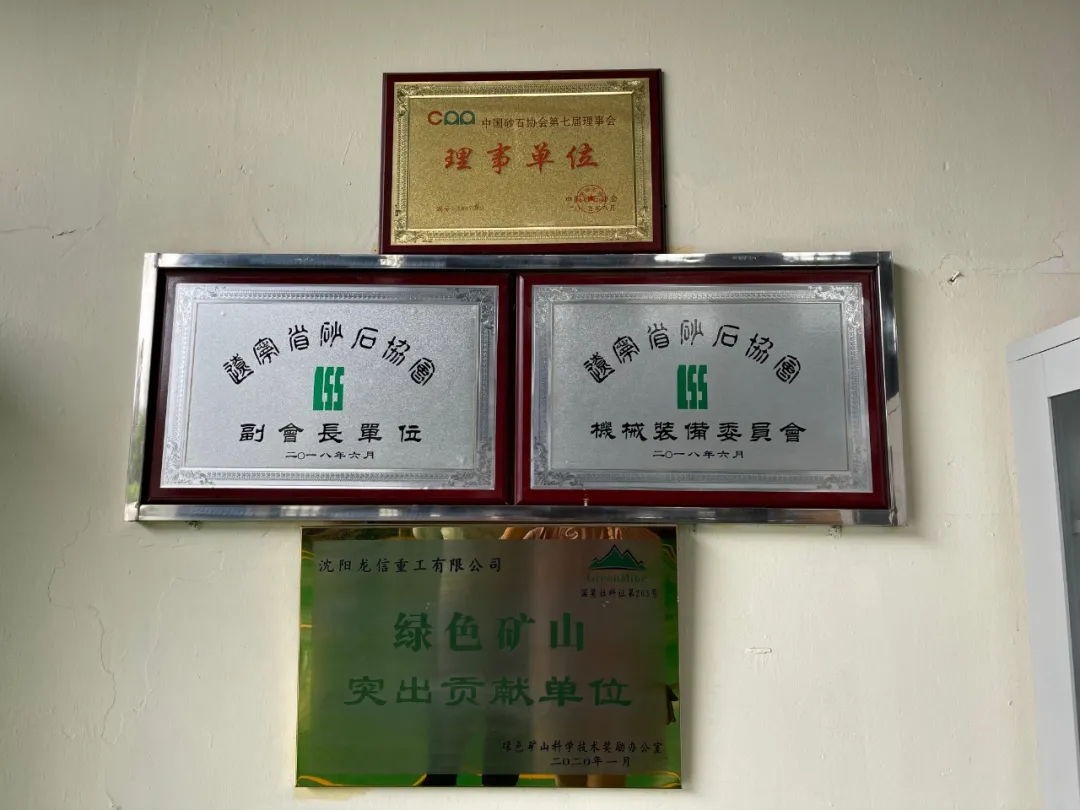 CAA 中国砂石协会第七届理事会
理事单位
遼寧省砂石協會
LSS
副會長單位
二〇一八年六月
遼寧省砂石協會
LSS
機械裝備委員會
二〇一八年六月
沈阳龙信重工有限公司
GreenMine
绿色矿山
突出贡献单位
绿色矿山科学技术奖励办公室
二〇二〇年一月